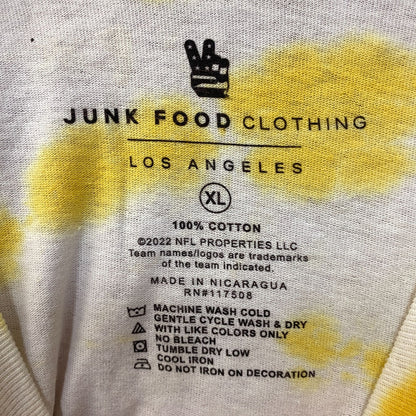 JUNK FOOD CLOTHING
LOS ANGELES
XL
100% COTTON
©2022 NFL PROPERTIES LLC
Team names/logos are trademarks
of the team indicated.
MADE IN NICARAGUA
RN#117508
MACHINE WASH COLD
GENTLE CYCLE WASH & DRY
WITH LIKE COLORS ONLY
NO BLEACH
TUMBLE DRY LOW
COOL IRON
DO NOT IRON ON DECORATION